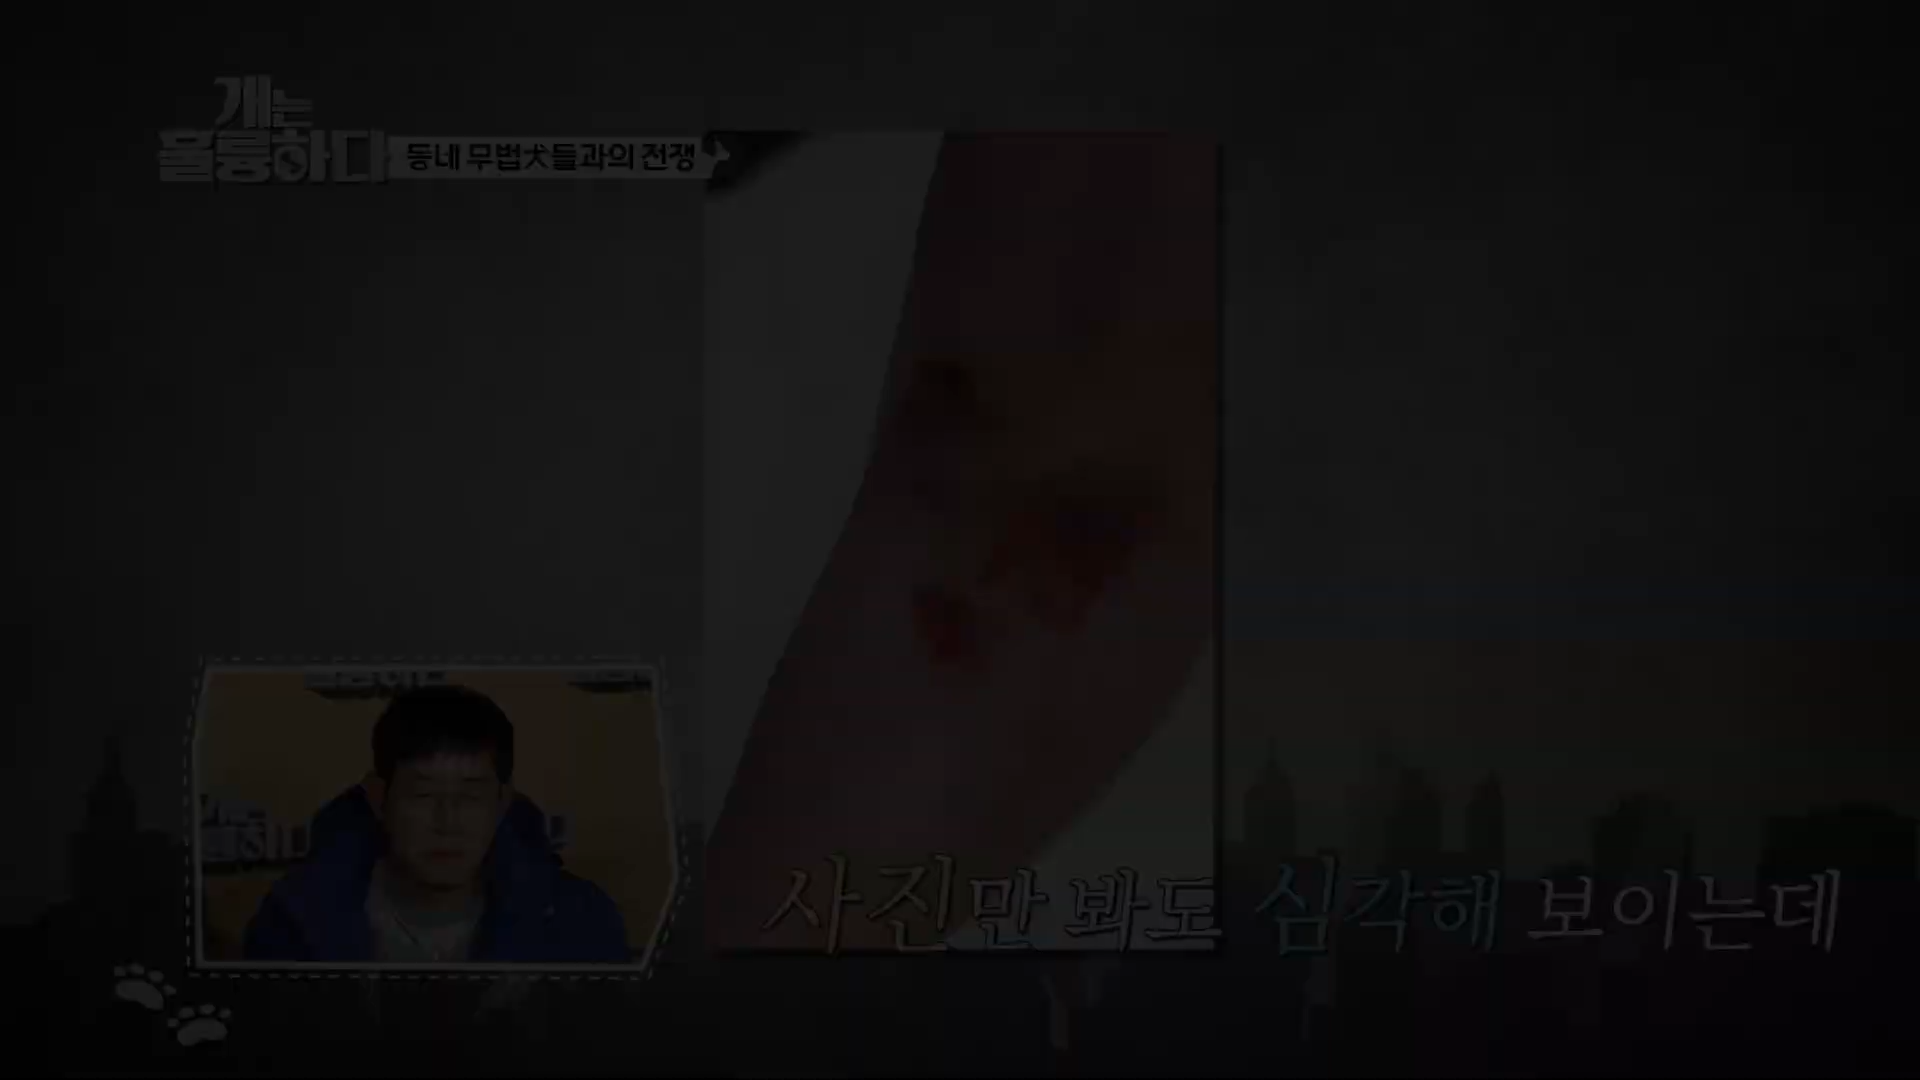 개는
훌륭하다
동네 무법犬들과의 전쟁
사진만 봐도 심각해 보이는데